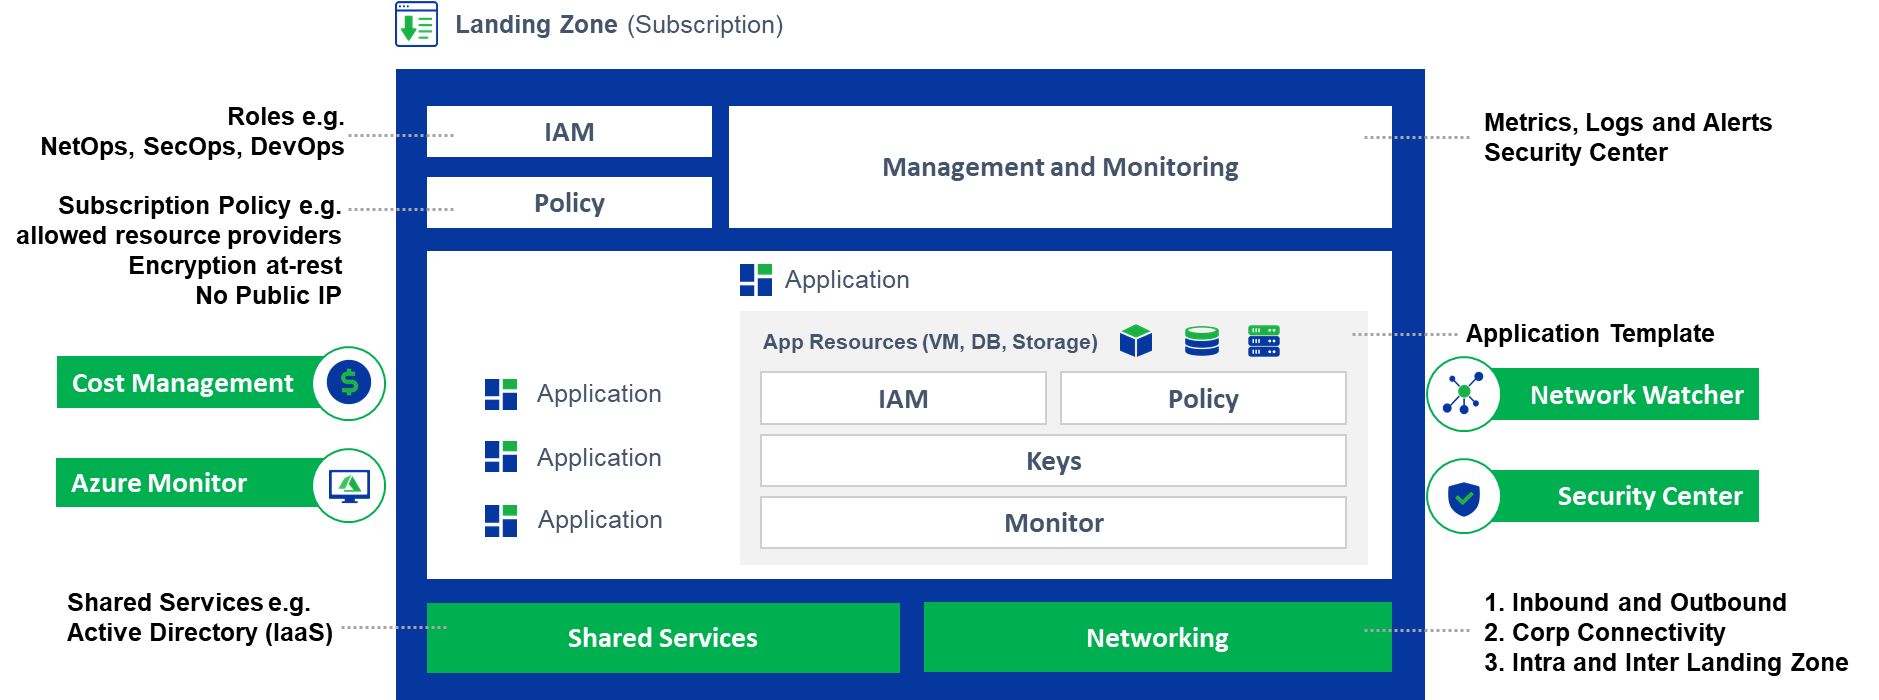 Landing Zone (Subscription)
Roles e.g.
NetOps, SecOps, DevOps
IAM
Management and Monitoring
Metrics, Logs and Alerts
Security Center
Subscription Policy e.g.
allowed resource providers
Encryption at-rest
No Public IP
Policy
Application
App Resources (VM, DB, Storage)
Application Template
Cost Management
Azure Monitor
Application
Application
Application
IAM
Policy
Keys
Monitor
Network Watcher
Security Center
Shared Services e.g.
Active Directory (IaaS)
Shared Services
Networking
1. Inbound and Outbound
2. Corp Connectivity
3. Intra and Inter Landing Zone